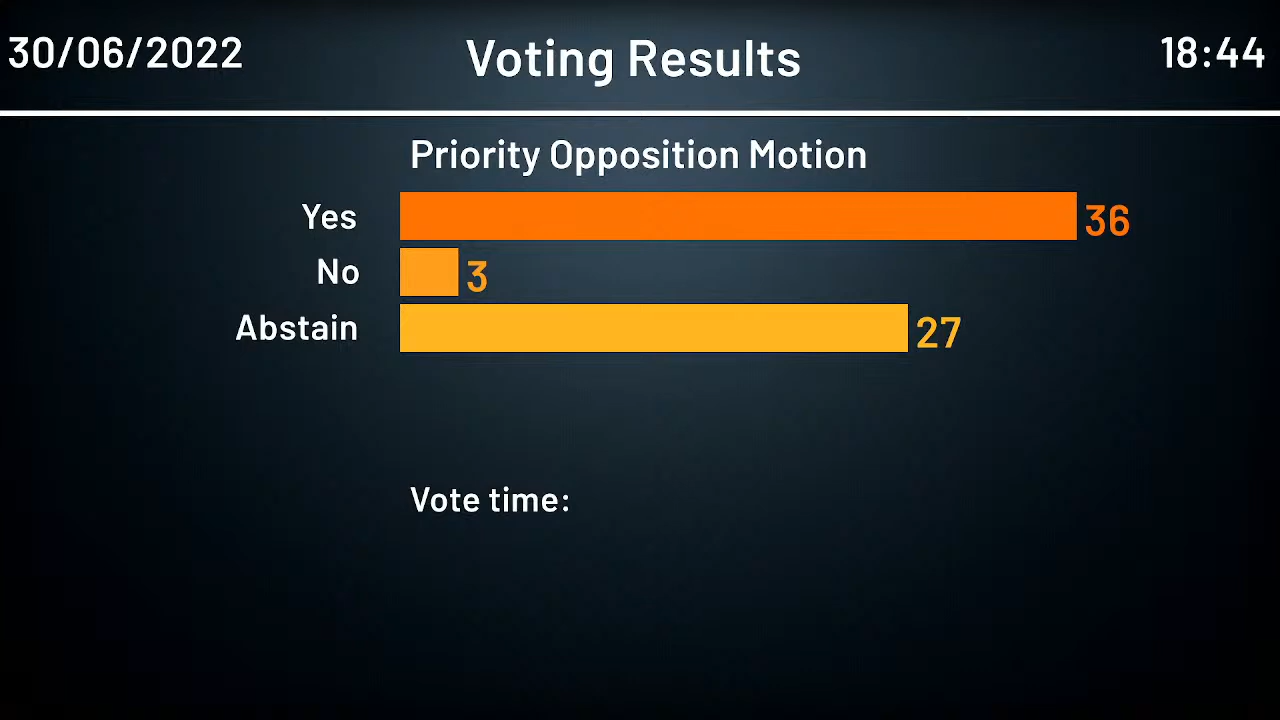 30/06/2022 Voting Results 18:44
Priority Opposition Motion
Yes 36
No 3
Abstain 27
Vote time: